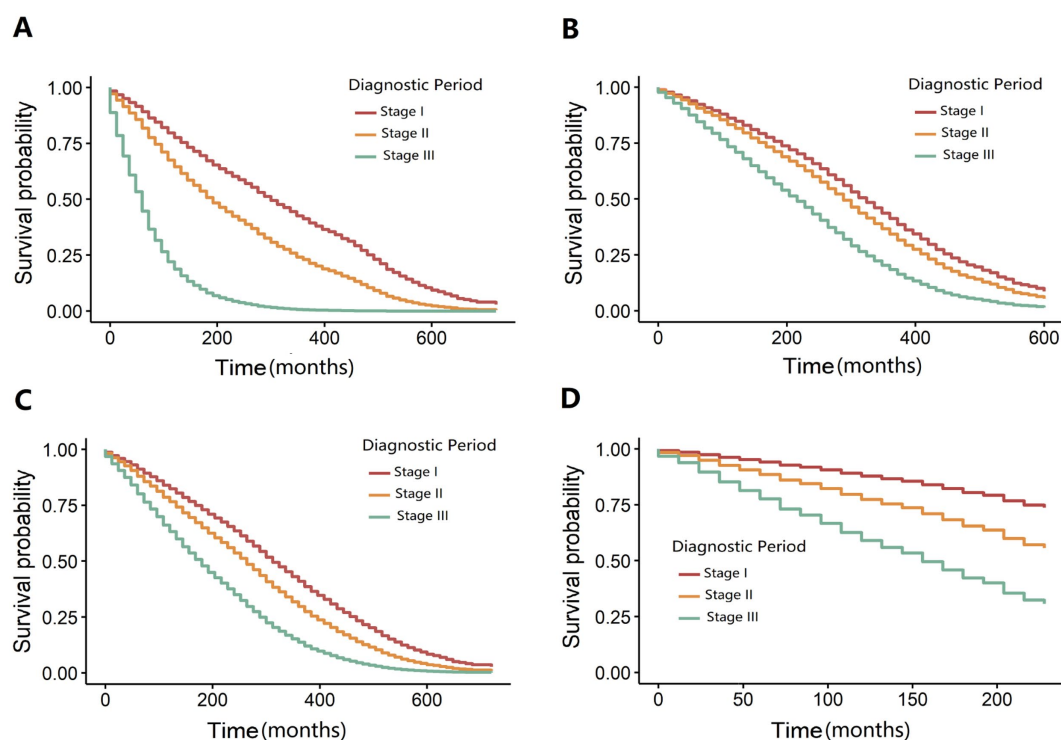 A
Survival probability
1.00
0.75
0.50
0.25
0.00
Diagnostic Period
Stage I
Stage II
Stage III
0 200 400 600
Time(months)
B
Survival probability
1.00
0.75
0.50
0.25
0.00
Diagnostic Period
Stage I
Stage II
Stage III
0 200 400 600
Time(months)
C
Survival probability
1.00
0.75
0.50
0.25
0.00
Diagnostic Period
Stage I
Stage II
Stage III
0 200 400 600
Time (months)
D
Survival probability
1.00
0.75
0.50
0.25
0.00
Diagnostic Period
Stage I
Stage II
Stage III
0 50 100 150 200
Time (months)